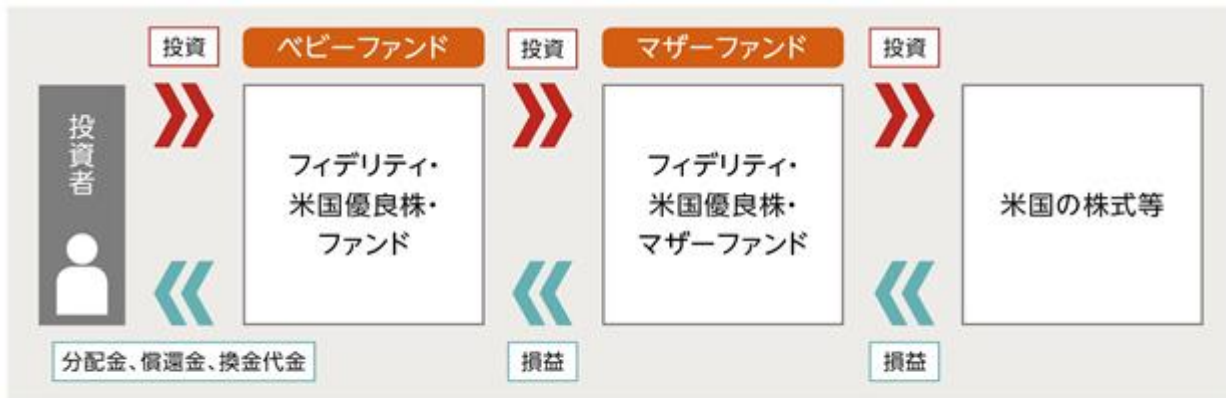 投資
ベビーファンド
投資
マザーファンド
投資
投資者
フィデリティ・
米国優良株・
ファンド
フィデリティ・
米国優良株・
マザーファンド
米国の株式等
分配金、償還金、換金代金
損益
損益